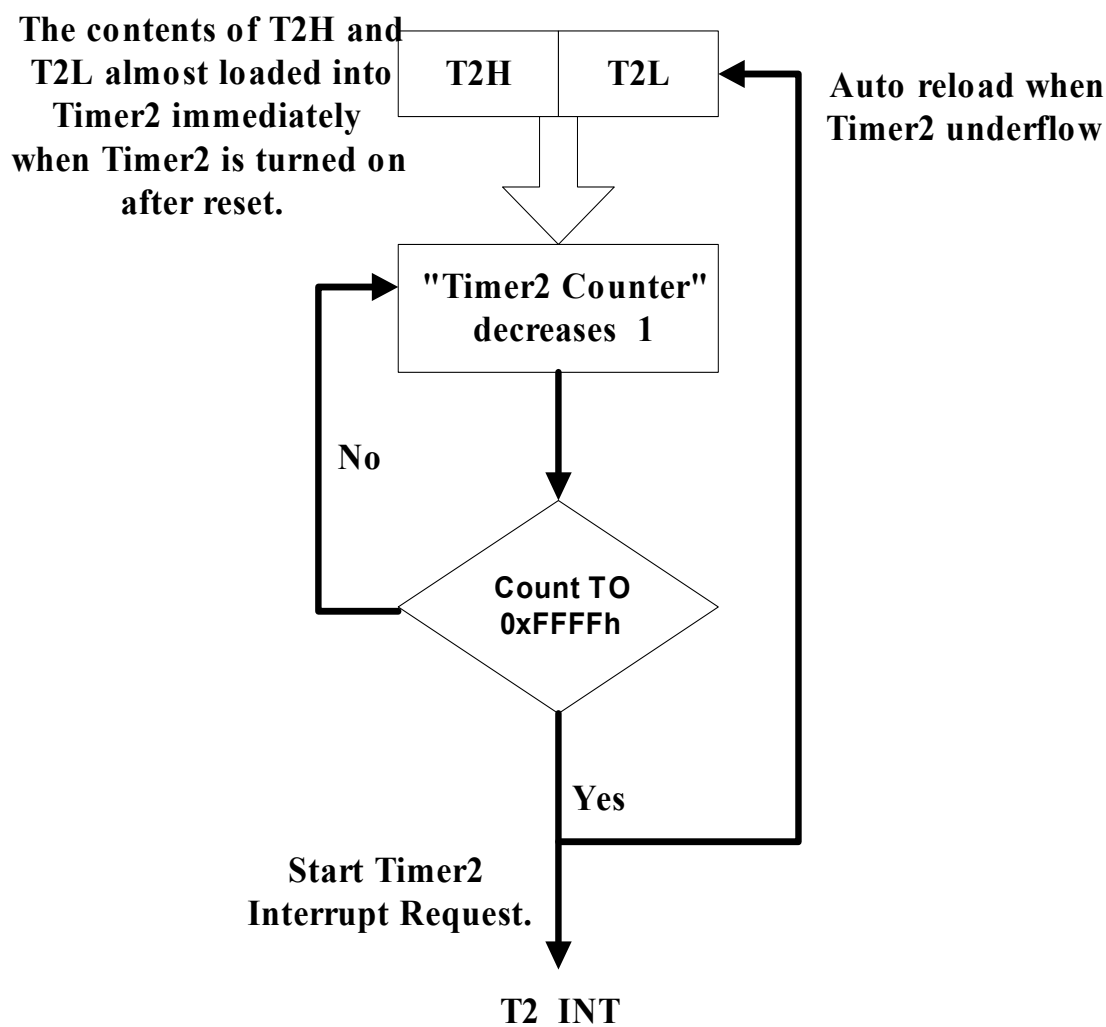 The contents of T2H and
T2L almost loaded into
Timer2 immediately
when Timer2 is turned on
after reset.
T2H
T2L
Auto reload when
Timer2 underflow
"Timer2 Counter"
decreases 1
No
Count TO
0xFFFFh
Yes
Start Timer2
Interrupt Request.
T2 INT